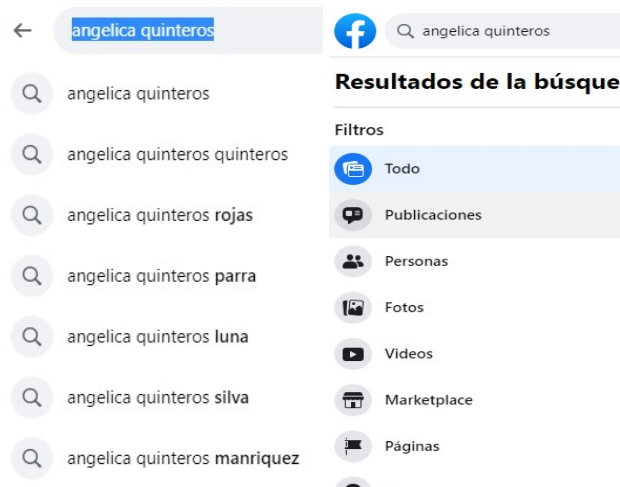 angelica quinteros
angelica quinteros
angelica quinteros quinteros
angelica quinteros rojas
angelica quinteros parra
angelica quinteros luna
angelica quinteros silva
angelica quinteros manriquez
angelica quinteros
Resultados de la búsque
Filtros
Todo
Publicaciones
Personas
Fotos
Videos
Marketplace
Páginas